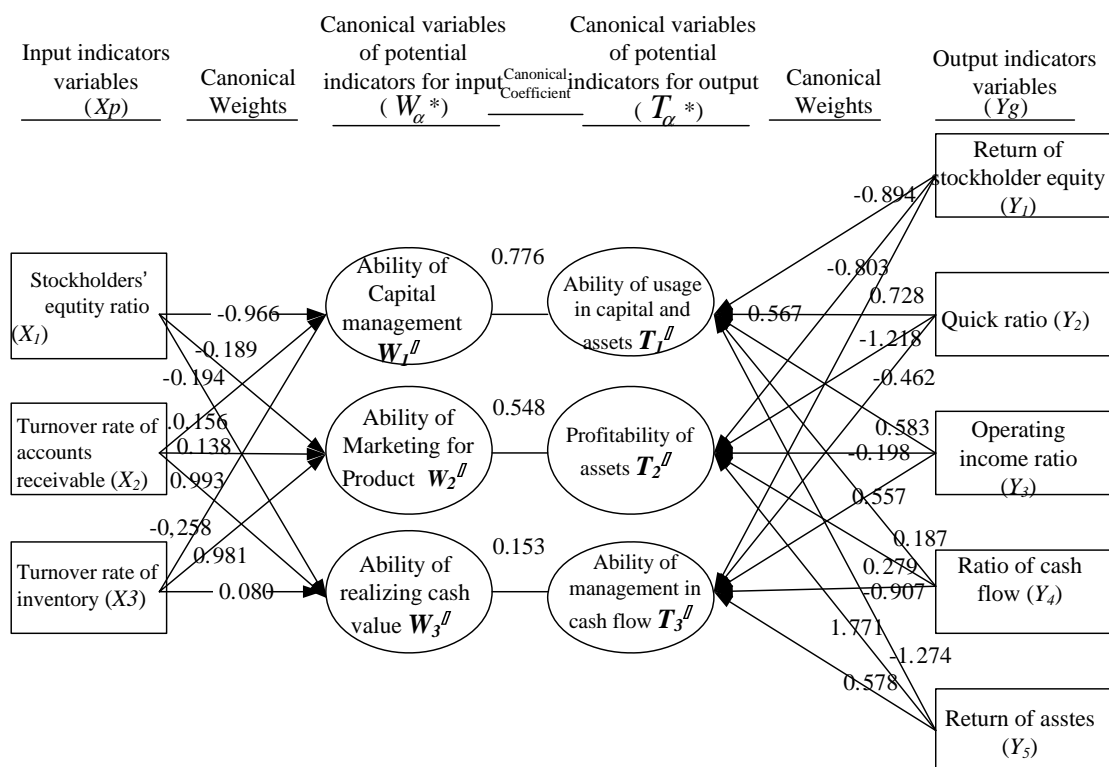 Input indicators
variables
(Xp)
Canonical
Weights
Canonical variables
of potential
indicators for input
( Wα* )
Canonical
Coefficient
Canonical variables
of potential
indicators for output
( Tα* )
Canonical
Weights
Output indicators
variables
(Yg)
Stockholders'
equtity ratio
(X1)
Turnover rate of
accounts
receivable (X2)
Turnover rate of
inventory (X3)
-0.966
-0.189
-0.194
0.156
0.138
0.993
-0,258
0.981
0.080
Ability of
Capital
management
W1
Ability of
Marketing for
Product W2
Ability of
realizing cash
value W3
0.776
0.548
0.153
Ability of usage
in capital and
assets T1
Profitability of
assets T2
Ability of
management in
cash flow T3
-0.894
-0.803
0.728
0.567
-1.218
-0.462
0.583
-0.198
0.557
0.187
0.279
-0.907
1.771
-1.274
0.578
Return of
stockholder equity
(Y1)
Quick ratio (Y2)
Operating
income ratio
(Y3)
Ratio of cash
flow (Y4)
Return of asstes
(Y5)